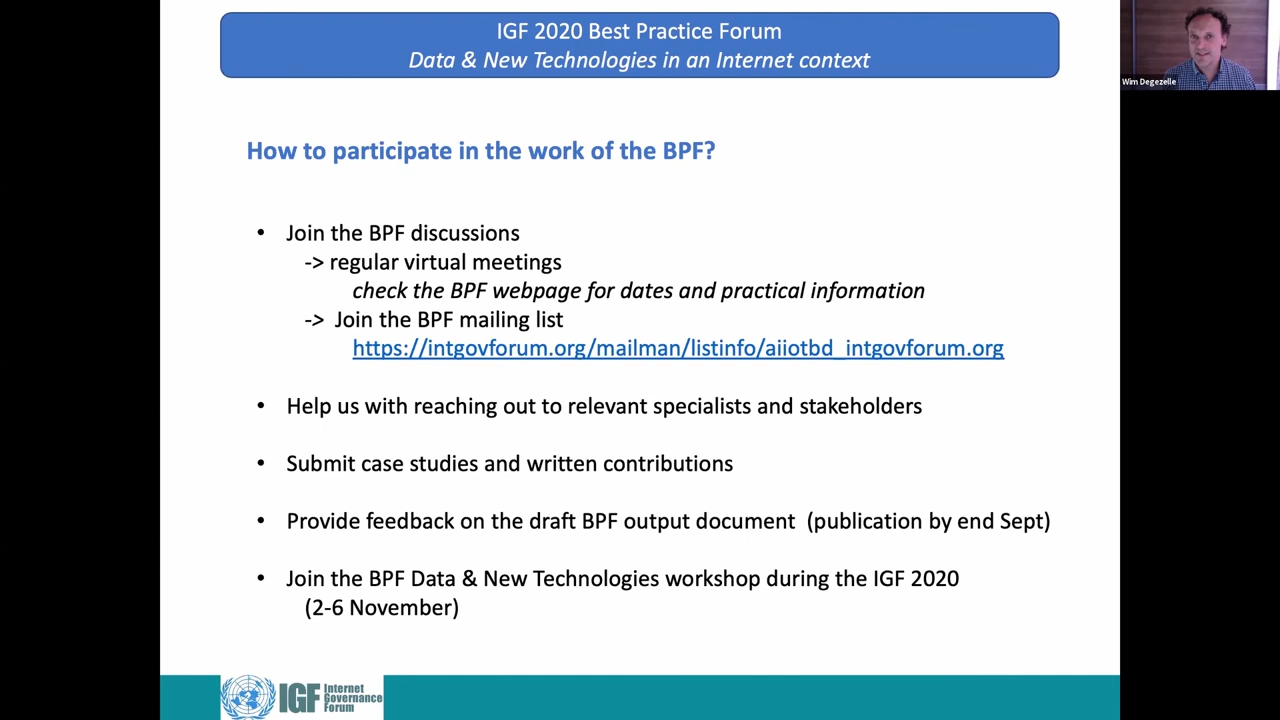 IGF 2020 Best Practice Forum
Data & New Technologies in an Internet context
Wim Degezelle
How to participate in the work of the BPF?
• Join the BPF discussions
-> regular virtual meetings
check the BPF webpage for dates and practical information
-> Join the BPF mailing list
https://intgovforum.org/mailman/listinfo/aiiotbd_intgovforum.org
• Help us with reaching out to relevant specialists and stakeholders
• Submit case studies and written contributions
• Provide feedback on the draft BPF output document (publication by end Sept)
• Join the BPF Data & New Technologies workshop during the IGF 2020
(2-6 November)
IGF
Internet
Governance
Forum